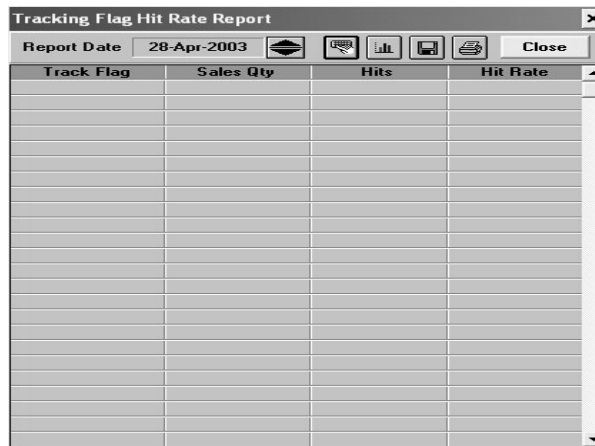 Tracking Flag Hit Rate Report
Report Date 28-Apr-2003 Close
Track Flag Sales Qty Hits Hit Rate